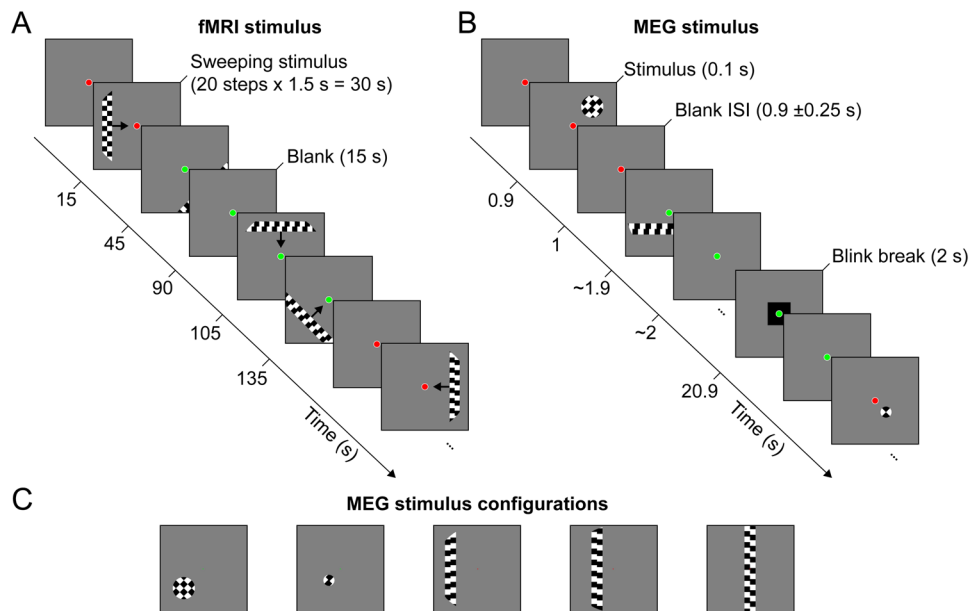 A
fMRI stimulus
Sweeping stimulus
(20 steps x 1.5 s = 30 s)
Blank (15 s)
15
45
90
105
135
Time (s)
...
B
MEG stimulus
Stimulus (0.1 s)
Blank ISI (0.9 ±0.25 s)
Blink break (2 s)
0.9
1
~1.9
~2
20.9
...
Time (s)
...
C
MEG stimulus configurations